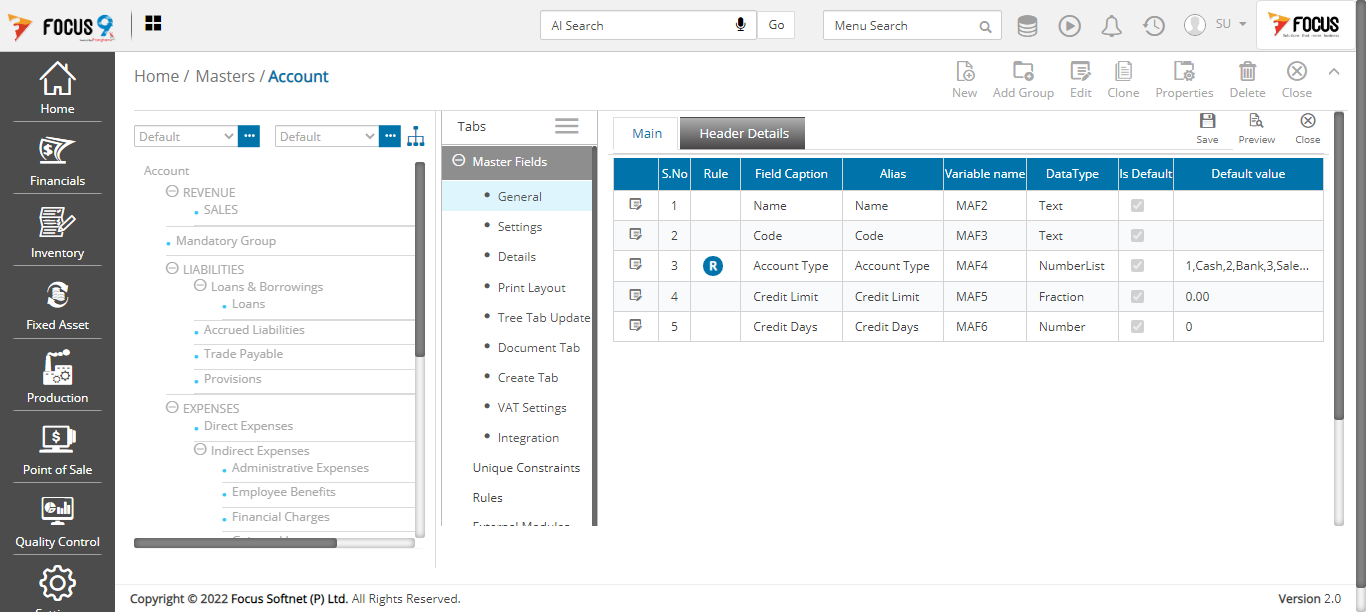 FOCUS 9
AI Search
Go
Menu Search
SU
FOCUS
Home
Financials
Inventory
Fixed Asset
Production
Point of Sale
Quality Control
Home / Masters / Account
New
Add Group
Edit
Clone
Properties
Delete
Close
Default
Default
Account
REVENUE
SALES
Mandatory Group
LIABILITIES
Loans & Borrowings
Loans
Accrued Liabilities
Trade Payable
Provisions
EXPENSES
Direct Expenses
Indirect Expenses
Administrative Expenses
Employee Benefits
Financial Charges
Tabs
Master Fields
General
Settings
Details
Print Layout
Tree Tab Update
Document Tab
Create Tab
VAT Settings
Integration
Unique Constraints
Rules
External Modules
Main
Header Details
Save
Preview
Close
S.No Rule Field Caption Alias Variable name DataType Is Default Default value
1 Name Name MAF2 Text
2 Code Code MAF3 Text
3 R Account Type Account Type MAF4 NumberList 1,Cash,2,Bank,3,Sale...
4 Credit Limit Credit Limit MAF5 Fraction 0.00
5 Credit Days Credit Days MAF6 Number 0
Copyright © 2022 Focus Softnet (P) Ltd. All Rights Reserved.
Version 2.0